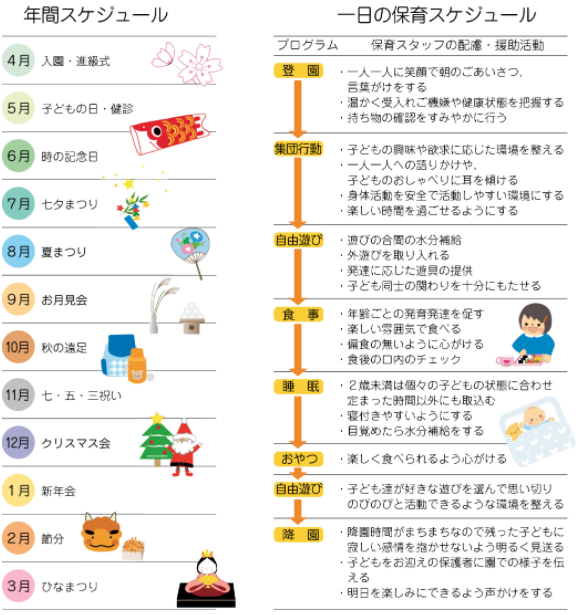 年間スケジュール
4月 入園・進級式
5月 子どもの日・健診
6月 時の記念日
7月 七夕まつり
8月 夏まつり
9月 お月見会
10月 秋の遠足
11月 七・五・三祝い
12月 クリスマス会
1月 新年会
2月 節分
3月 ひなまつり
一日の保育スケジュール
プログラム 保育スタッフの配慮・援助活動
登園
・一人一人に笑顔で朝のごあいさつ、
言葉がけをする
・温かく受入れご機嫌や健康状態を把握する
・持ち物の確認をすみやかに行う
集団行動
・子どもの興味や欲求に応じた環境を整える
・一人一人への語りかけや、
子どものおしゃべりに耳を傾ける
・身体活動を安全で活動しやすい環境にする
・楽しい時間を過ごせるようにする
自由遊び
・遊びの合間の水分補給
・外遊びを取り入れる
・発達に応じた遊具の提供
・子ども同士の関わりを十分にもたせる
食事
・年齢ごとの発育発達を促す
・楽しい雰囲気で食べる
・偏食の無いように心がける
・食後の口内のチェック
睡眠
・2歳未満は個々の子どもの状態に合わせ
定まった時間以外にも取込む
・寝付きやすいようにする
・目覚めたら水分補給をする
おやつ
・楽しく食べられるよう心がける
自由遊び
・子ども達が好きな遊びを選んで思い切り
のびのびと活動できるような環境を整える
降園
・降園時間がまちまちなので残った子どもに
寂しい感情を抱かせないよう明るく見送る
・子どもをお迎えの保護者に園での様子を伝
える
・明日を楽しみにできるよう声かけをする